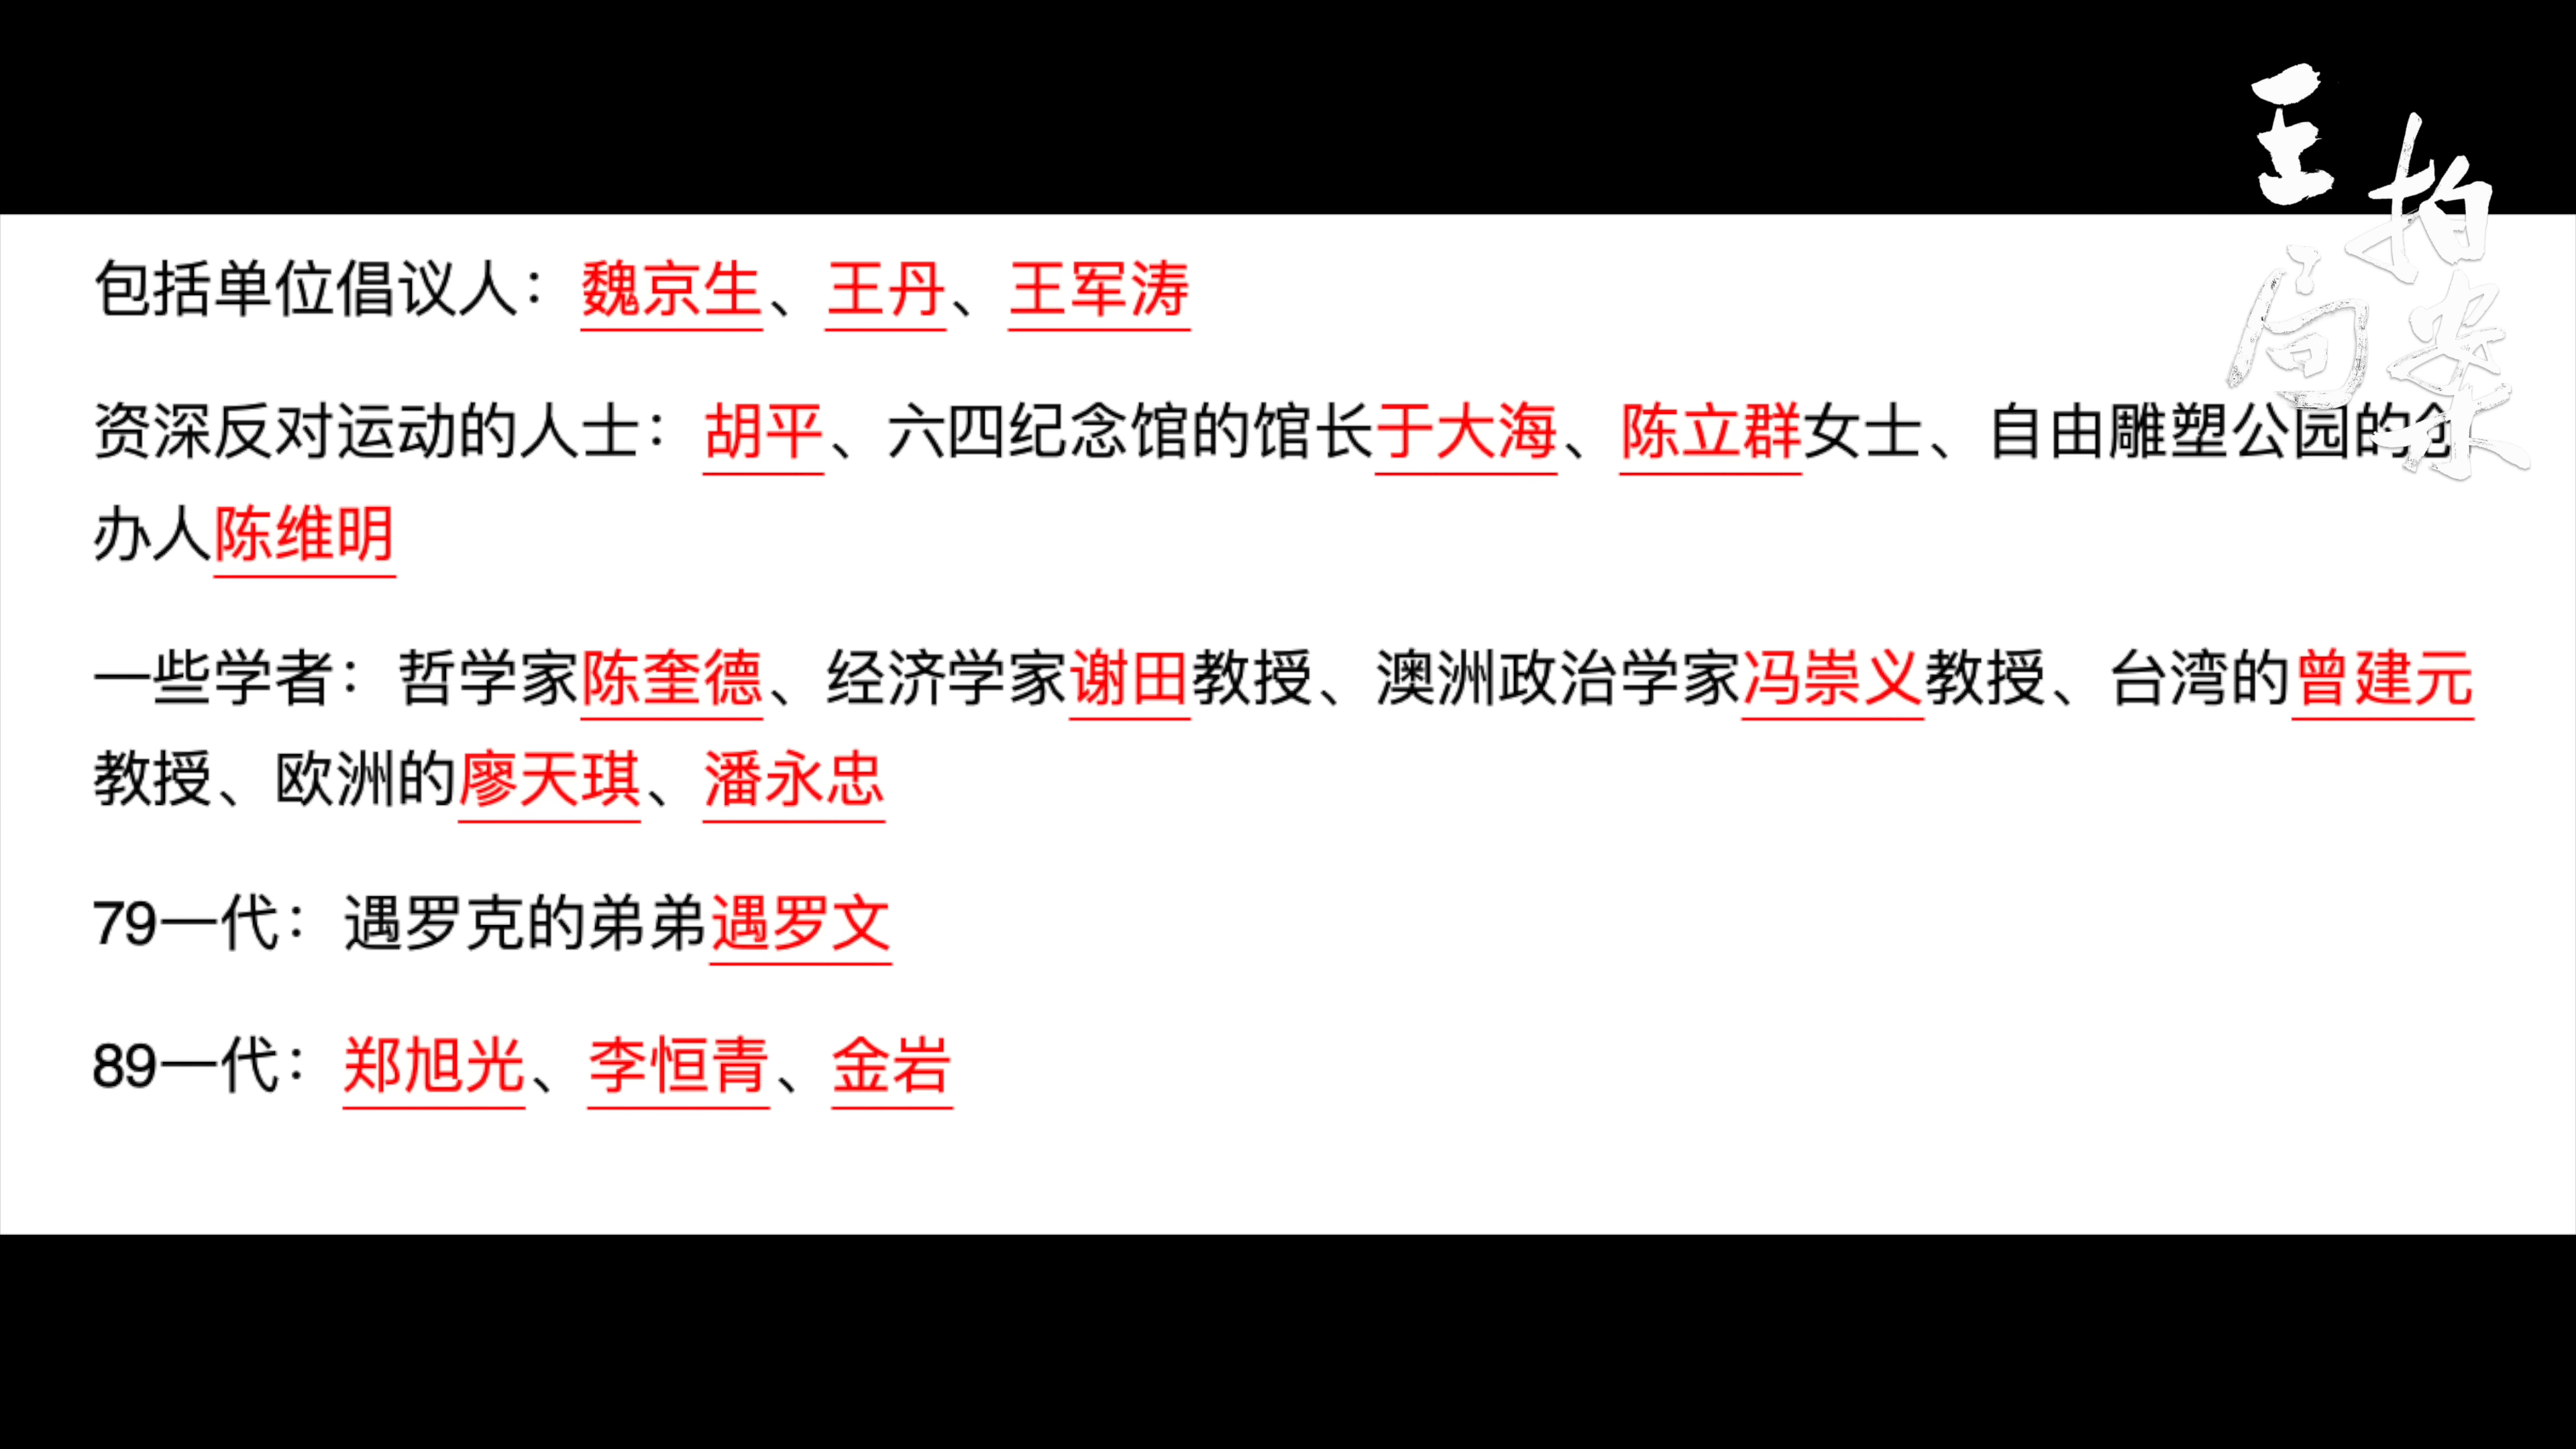 王拍案局
包括单位倡议人：魏京生、王丹、王军涛
资深反对运动的人士：胡平、六四纪念馆的馆长于大海、陈立群女士、自由雕塑公园的创
办人陈维明
一些学者：哲学家陈奎德、经济学家谢田教授、澳洲政治学家冯崇义教授、台湾的曾建元
教授、欧洲的廖天琪、潘永忠
79一代：遇罗克的弟弟遇罗文
89一代：郑旭光、李恒青、金岩